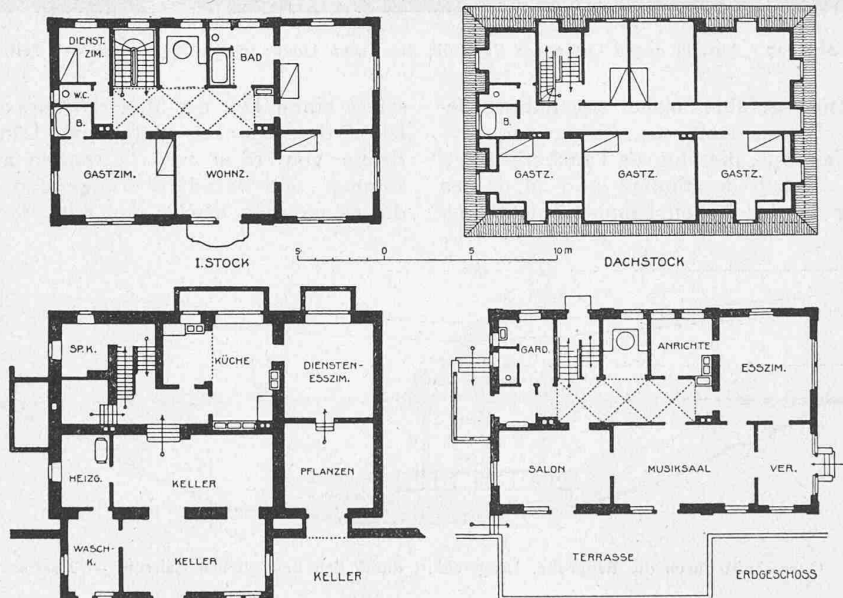 DIENST.
ZIM.
BAD
W.C.
B.
GASTZIM.
WOHNZ.
I.STOCK
B.
GASTZ.
GASTZ.
GASTZ.
DACHSTOCK
5 0 5 10 m
SP.K.
KÜCHE
DIENSTEN-
ESSZIM.
HEIZG.
KELLER
PFLANZEN
WASCH-
K.
KELLER
KELLER
GARD.
ANRICHTE
ESSZIM.
SALON
MUSIKSAAL
VER.
TERRASSE
ERDGESCHOSS